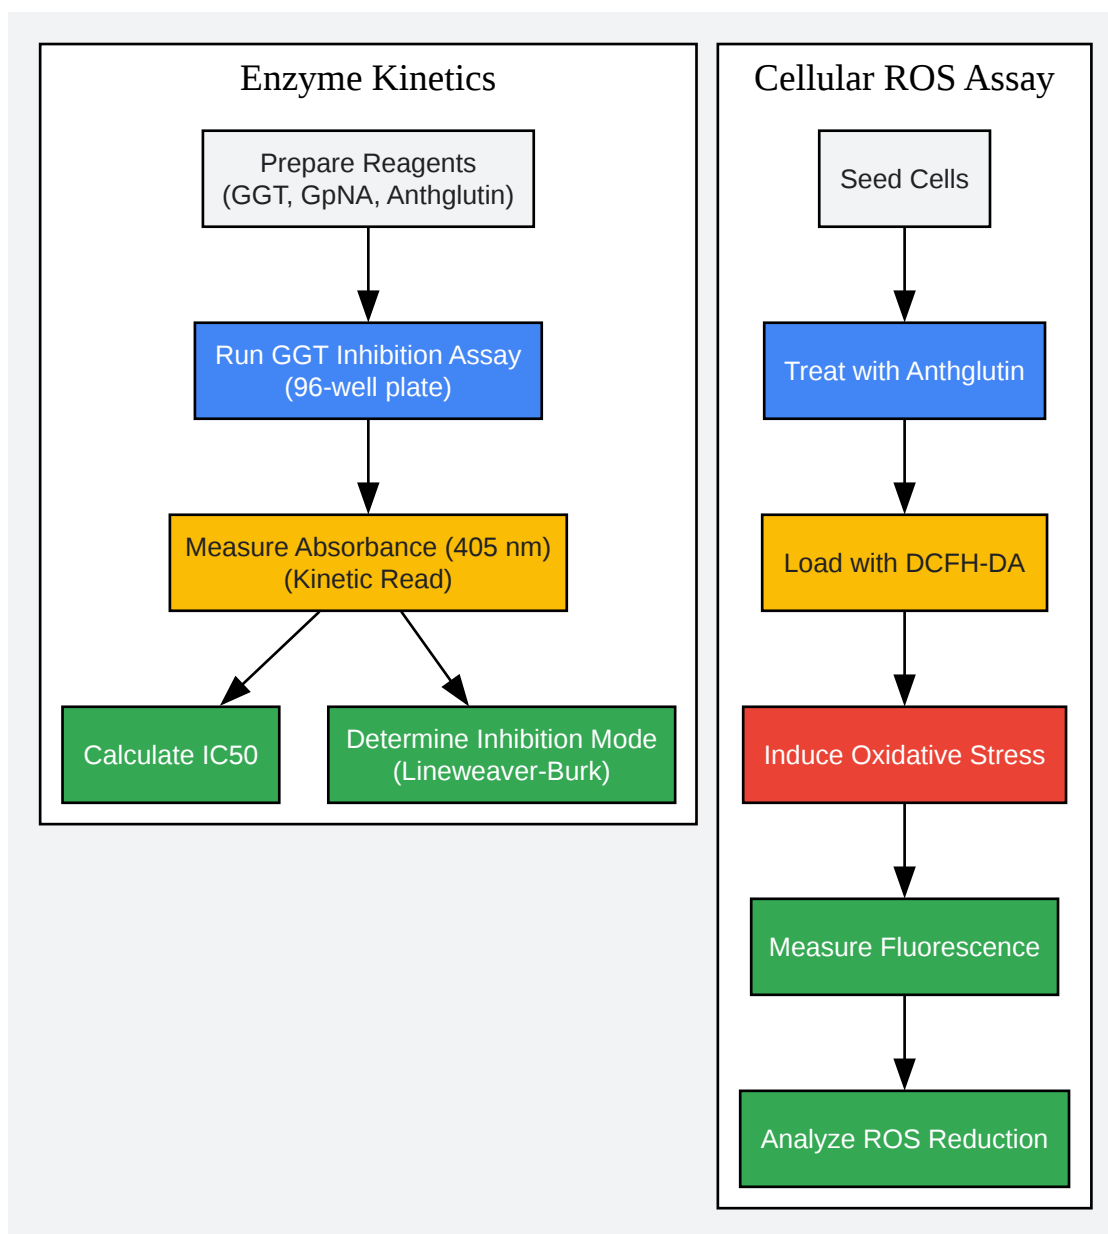 Enzyme Kinetics
Prepare Reagents
(GGT, GpNA, Anthglutin)
Run GGT Inhibition Assay
(96-well plate)
Measure Absorbance (405 nm)
(Kinetic Read)
Calculate IC50
Determine Inhibition Mode
(Lineweaver-Burk)
Cellular ROS Assay
Seed Cells
Treat with Anthglutin
Load with DCFH-DA
Induce Oxidative Stress
Measure Fluorescence
Analyze ROS Reduction